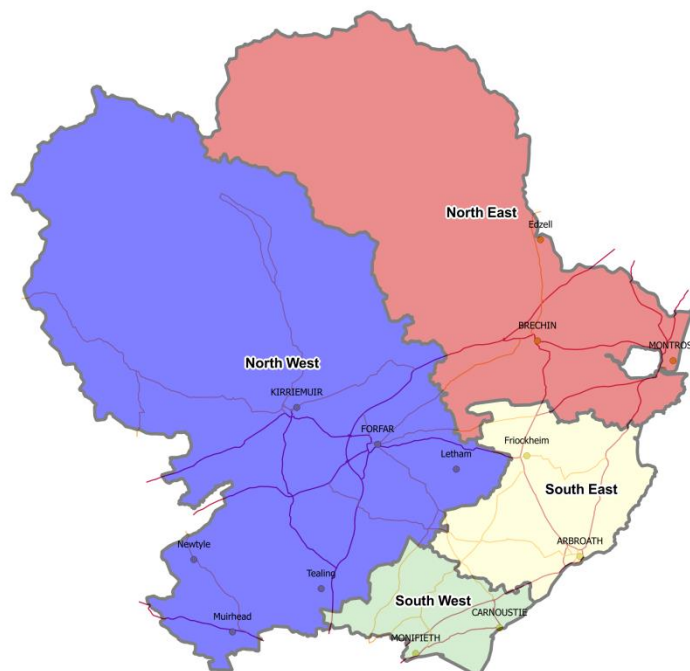 North East
Edzell
BRECHIN
MONTROS
North West
KIRRIEMUIR
FORFAR
Letham
Friockheim
South East
ARBROATH
Newtyle
Tealing
South West
CARNOUSTIE
Muirhead
MONIFIETH